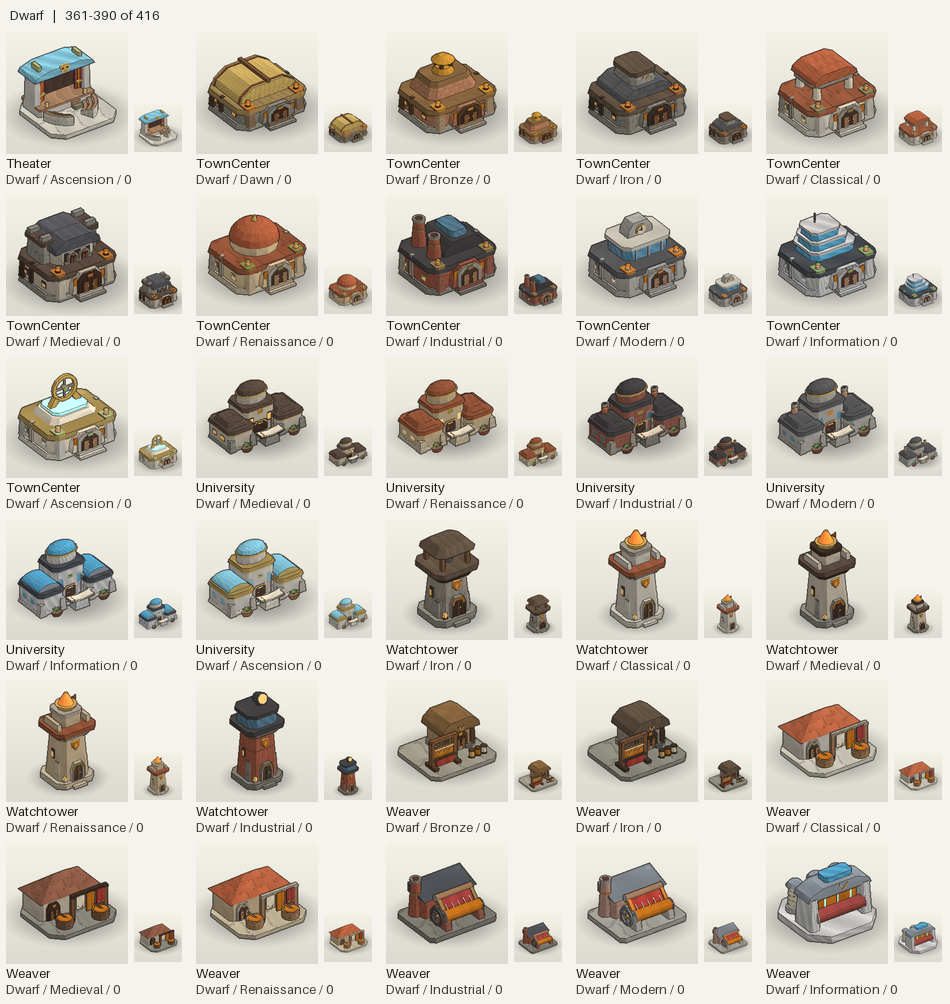 Dwarf | 361-390 of 416
Theater
Dwarf / Ascension / 0
TownCenter
Dwarf / Dawn / 0
TownCenter
Dwarf / Bronze / 0
TownCenter
Dwarf / Iron / 0
TownCenter
Dwarf / Classical / 0
TownCenter
Dwarf / Medieval / 0
TownCenter
Dwarf / Renaissance / 0
TownCenter
Dwarf / Industrial / 0
TownCenter
Dwarf / Modern / 0
TownCenter
Dwarf / Information / 0
TownCenter
Dwarf / Ascension / 0
University
Dwarf / Medieval / 0
University
Dwarf / Renaissance / 0
University
Dwarf / Industrial / 0
University
Dwarf / Modern / 0
University
Dwarf / Information / 0
University
Dwarf / Ascension / 0
Watchtower
Dwarf / Iron / 0
Watchtower
Dwarf / Classical / 0
Watchtower
Dwarf / Medieval / 0
Watchtower
Dwarf / Renaissance / 0
Watchtower
Dwarf / Industrial / 0
Weaver
Dwarf / Bronze / 0
Weaver
Dwarf / Iron / 0
Weaver
Dwarf / Classical / 0
Weaver
Dwarf / Medieval / 0
Weaver
Dwarf / Renaissance / 0
Weaver
Dwarf / Industrial / 0
Weaver
Dwarf / Modern / 0
Weaver
Dwarf / Information / 0